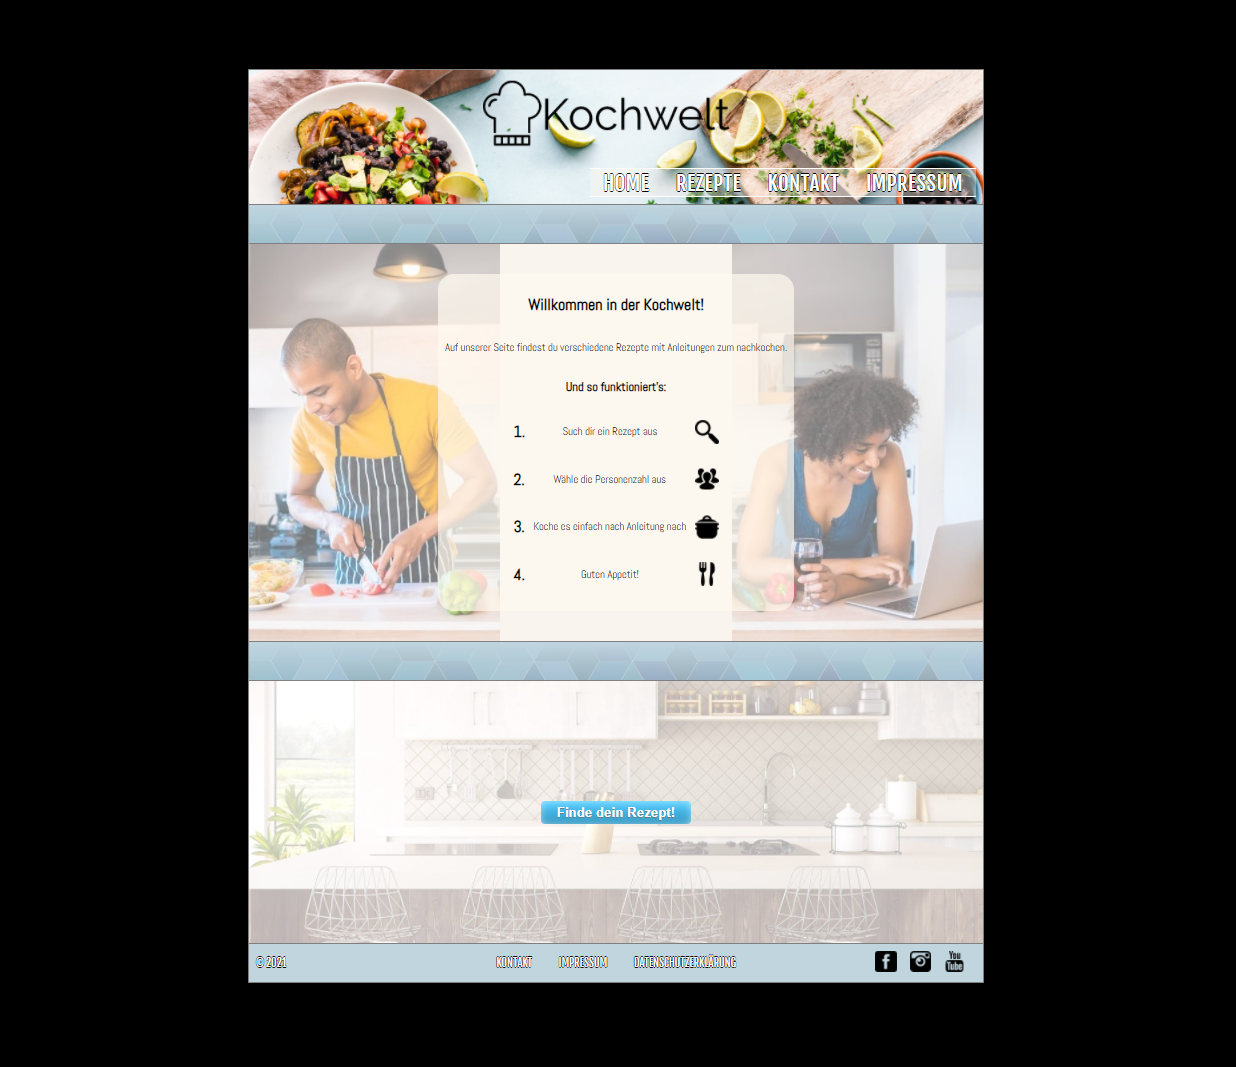 Kochwelt
HOME REZEPTE KONTAKT IMPRESSUM
Willkommen in der Kochwelt!
Auf unserer Seite findest du verschiedene Rezepte mit Anleitungen zum nachkochen.
Und so funktioniert's:
1. Such dir ein Rezept aus
2. Wähle die Personenzahl aus
3. Koche es einfach nach Anleitung nach
4. Guten Appetit!
Finde dein Rezept!
© 2021 KONTAKT IMPRESSUM DATENSCHUTZERKLÄRUNG
You
Tube